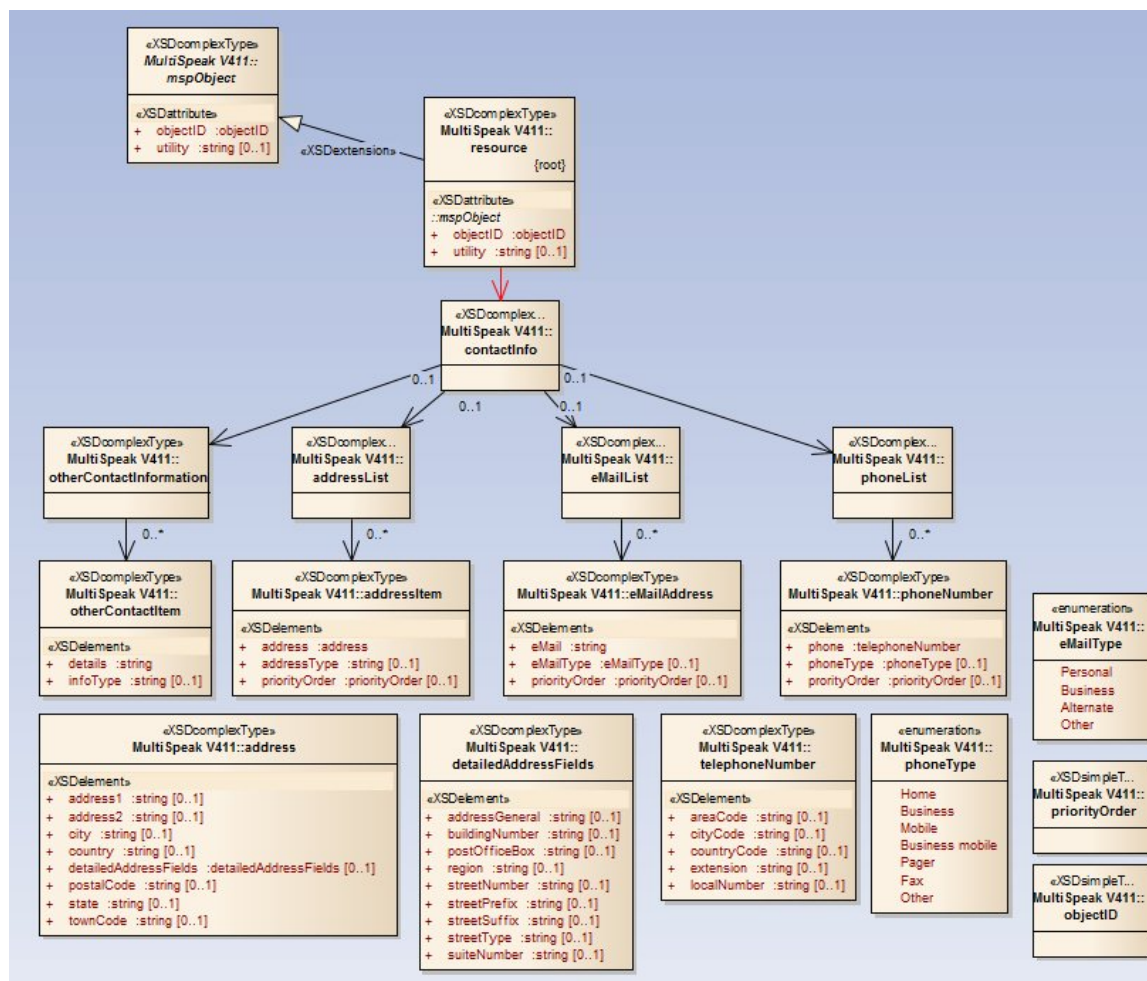 «XSDcomplexType»
MultiSpeak V411::
mspObject
«XSDattribute»
+ objectID :objectID
+ utility :string [0..1]
«XSDextension»
«XSDcomplexType»
MultiSpeak V411::
resource
{root}
«XSDattribute»
::mspObject
+ objectID :objectID
+ utility :string [0..1]
«XSDcomplex...
MultiSpeak V411::
contactInfo
0..1
0..1
0..1
0..1
«XSDcomplexType»
MultiSpeak V411::
otherContactInformation
«XSDcomplex...
MultiSpeak V411::
addressList
«XSDcomplex...
MultiSpeak V411::
eMailList
«XSDcomplex...
MultiSpeak V411::
phoneList
0..*
0..*
0..*
0..*
«XSDcomplexType»
MultiSpeak V411::
otherContactItem
«XSDelement»
+ details :string
+ infoType :string [0..1]
«XSDcomplexType»
MultiSpeak V411::addressItem
«XSDelement»
+ address :address
+ addressType :string [0..1]
+ priorityOrder :priorityOrder [0..1]
«XSDcomplexType»
MultiSpeak V411::eMailAddress
«XSDelement»
+ eMail :string
+ eMailType :eMailType [0..1]
+ priorityOrder :priorityOrder [0..1]
«XSDcomplexType»
MultiSpeak V411::phoneNumber
«XSDelement»
+ phone :telephoneNumber
+ phoneType :phoneType [0..1]
+ prorityOrder :priorityOrder [0..1]
«enumeration»
MultiSpeak V411::
eMailType
Personal
Business
Alternate
Other
«XSDcomplexType»
MultiSpeak V411::address
«XSDelement»
+ address1 :string [0..1]
+ address2 :string [0..1]
+ city :string [0..1]
+ country :string [0..1]
+ detailedAddressFields :detailedAddressFields [0..1]
+ postalCode :string [0..1]
+ state :string [0..1]
+ townCode :string [0..1]
«XSDcomplexType»
MultiSpeak V411::
detailedAddressFields
«XSDelement»
+ addressGeneral :string [0..1]
+ buildingNumber :string [0..1]
+ postOfficeBox :string [0..1]
+ region :string [0..1]
+ streetNumber :string [0..1]
+ streetPrefix :string [0..1]
+ streetSuffix :string [0..1]
+ streetType :string [0..1]
+ suiteNumber :string [0..1]
«XSDcomplexType»
MultiSpeak V411::
telephoneNumber
«XSDelement»
+ areaCode :string [0..1]
+ cityCode :string [0..1]
+ countryCode :string [0..1]
+ extension :string [0..1]
+ localNumber :string [0..1]
«enumeration»
MultiSpeak V411::
phoneType
Home
Business
Mobile
Business mobile
Pager
Fax
Other
«XSDsimpleT...
MultiSpeak V411::
priorityOrder
«XSDsimpleT...
MultiSpeak V411::
objectID